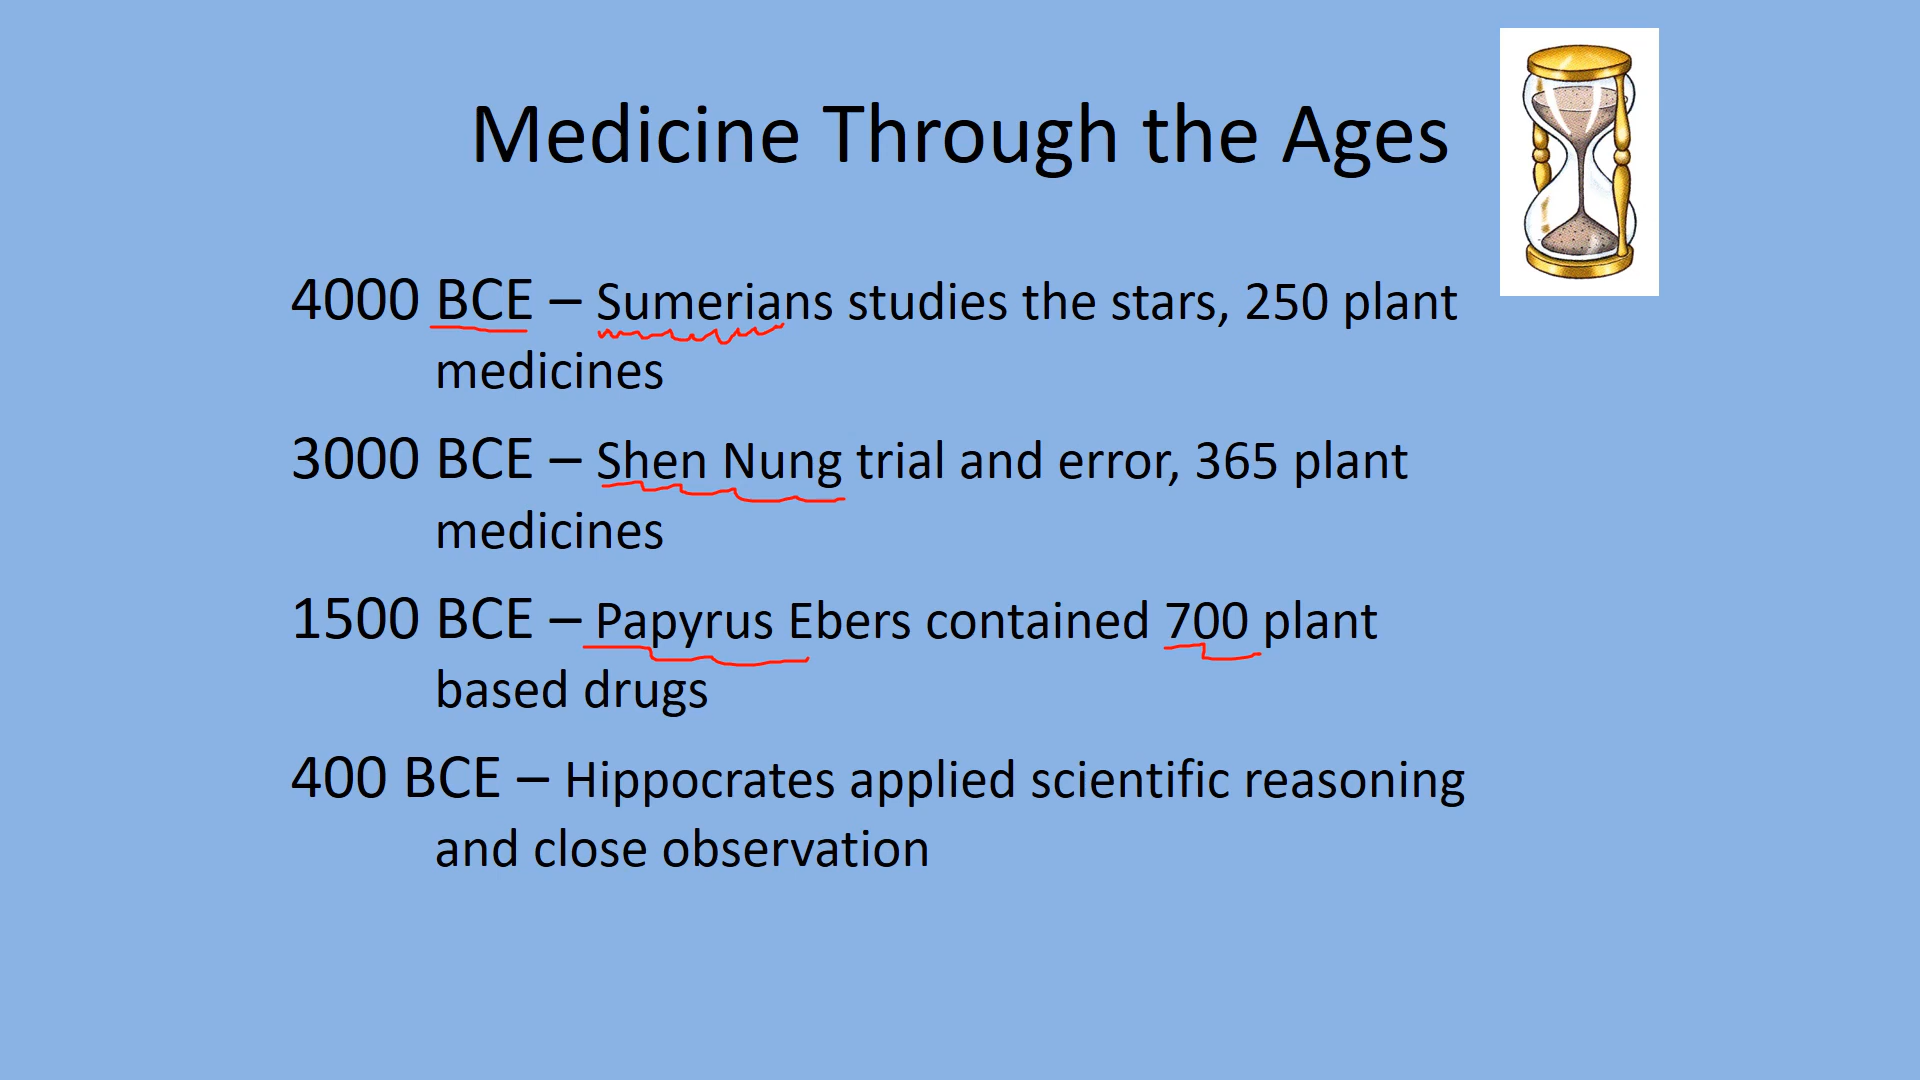 Medicine Through the Ages
4000 BCE – Sumerians studies the stars, 250 plant
medicines
3000 BCE – Shen Nung trial and error, 365 plant
medicines
1500 BCE – Papyrus Ebers contained 700 plant
based drugs
400 BCE – Hippocrates applied scientific reasoning
and close observation